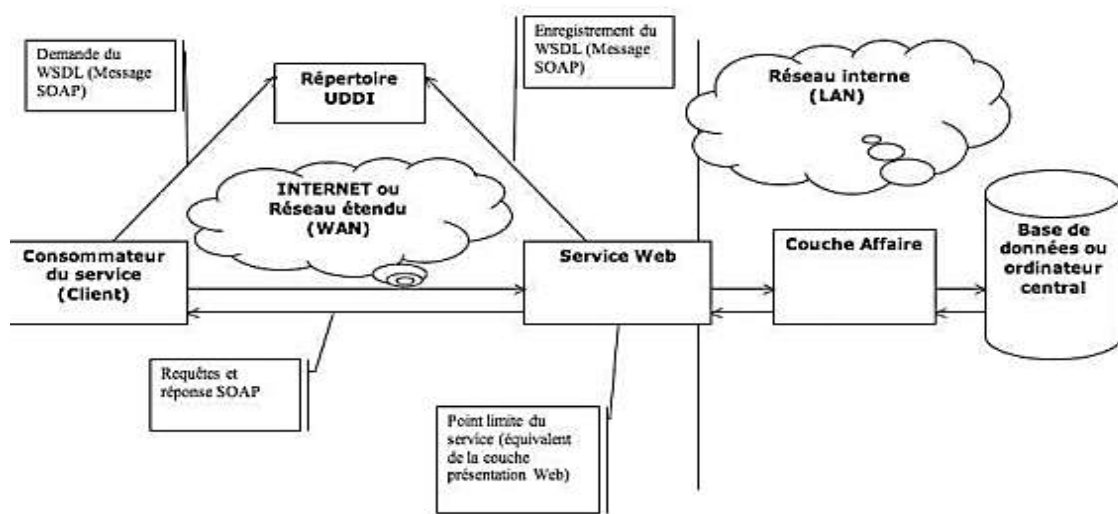 Demande du
WSDL (Message
SOAP)
Répertoire
UDDI
Enregistrement du
WSDL (Message
SOAP)
Réseau interne
(LAN)
INTERNET ou
Réseau étendu
(WAN)
Consommateur
du service
(Client)
Service Web
Couche Affaire
Base de
données ou
ordinateur
central
Requêtes et
réponse SOAP
Point limite du
service (équivalent
de la couche
présentation Web)